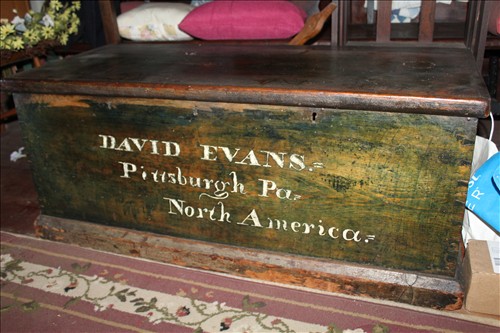 DAVID EVANS.=
Pittsburgh Pa.=
North America.=